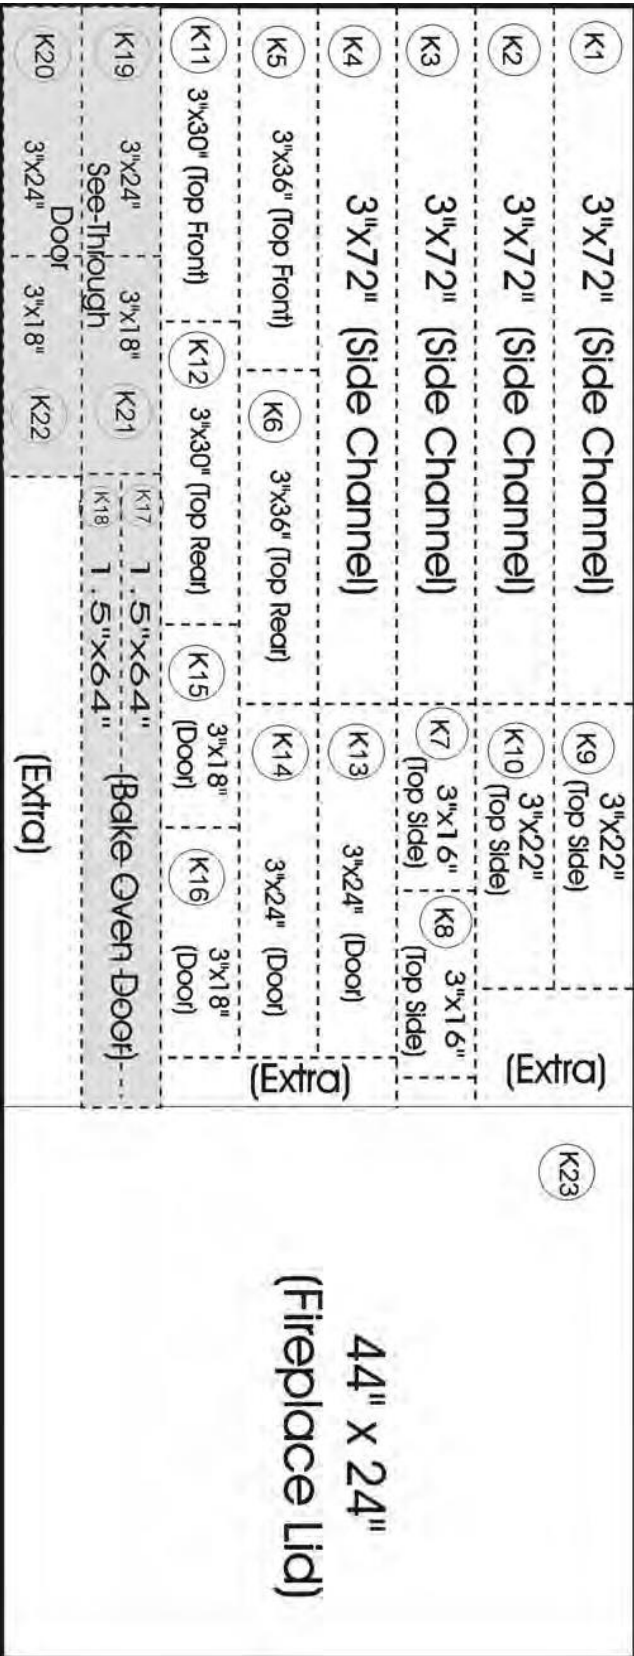 K1 3"x72" (Side Channel)
K9 3"x22"
(Top Side)
K2 3"x72" (Side Channel)
K10 3"x22"
(Top Side)
(Extra)
K3 3"x72" (Side Channel)
K7 3"x16"
(Top Side)
K8 3"x16"
(Top Side)
K4 3"x72" (Side Channel)
K13 3"x24" (Door)
K5 3"x36" (Top Front)
K6 3"x36" (Top Rear)
K14 3"x24" (Door)
(Extra)
K11 3"x30" (Top Front)
K12 3"x30" (Top Rear)
K15 3"x18"
(Door)
K16 3"x18"
(Door)
K19 3"x24" 3"x18" K21
See-Through
Door
K20 3"x24" 3"x18" K22
K17 1.5"x64"
K18 1.5"x64"
(Bake Oven Door)
(Extra)
K23
44" x 24"
(Fireplace Lid)